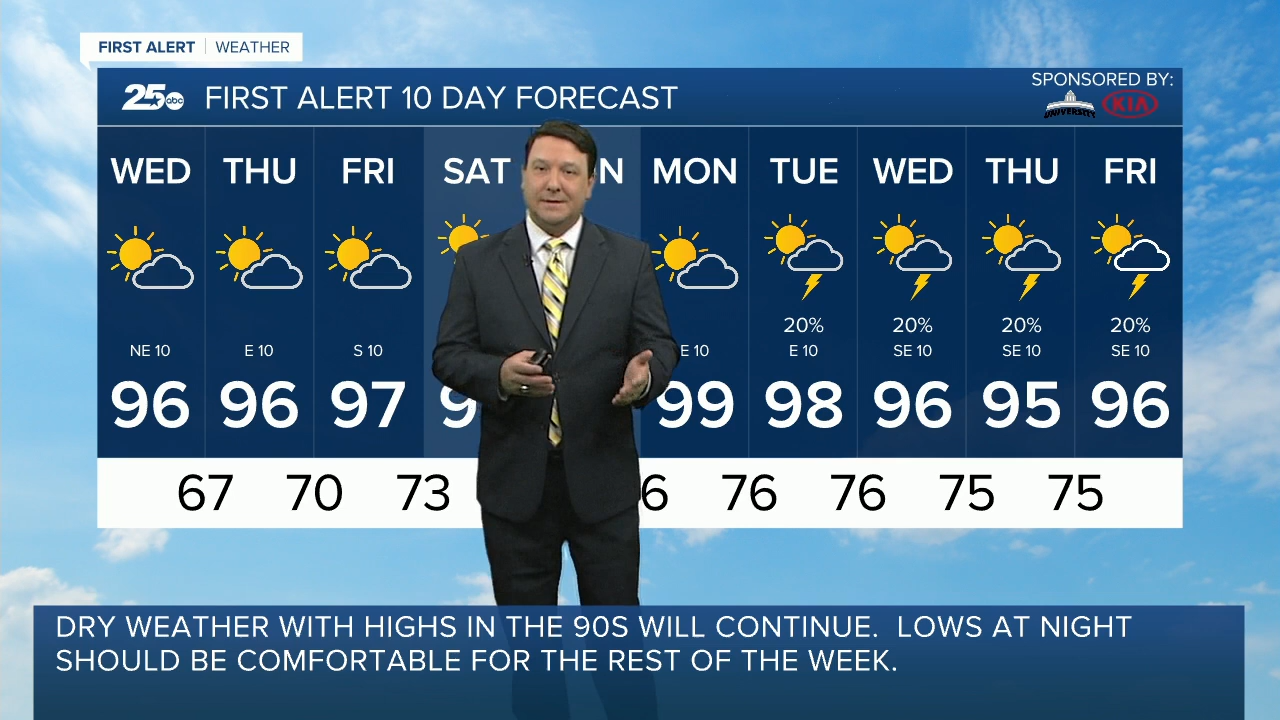 FIRST ALERT WEATHER
SPONSORED BY:
25 abc FIRST ALERT 10 DAY FORECAST
UNIVERSITY KIA
WED THU FRI SAT N MON TUE WED THU FRI
20% 20% 20% 20%
NE 10 E 10 S 10 E 10 E 10 SE 10 SE 10 SE 10
96 96 97 9 99 98 96 95 96
67 70 73 6 76 76 75 75
DRY WEATHER WITH HIGHS IN THE 90S WILL CONTINUE. LOWS AT NIGHT
SHOULD BE COMFORTABLE FOR THE REST OF THE WEEK.